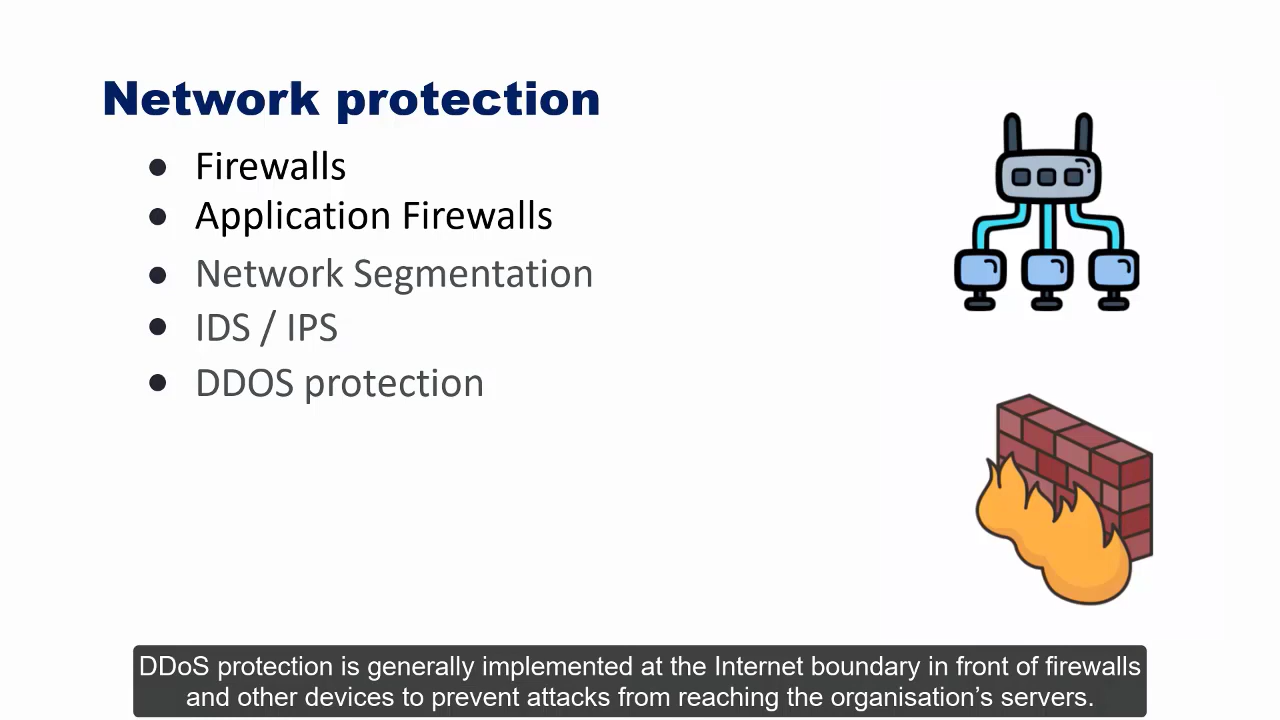 Network protection
● Firewalls
● Application Firewalls
● Network Segmentation
● IDS / IPS
● DDOS protection
DDoS protection is generally implemented at the Internet boundary in front of firewalls
and other devices to prevent attacks from reaching the organisation’s servers.